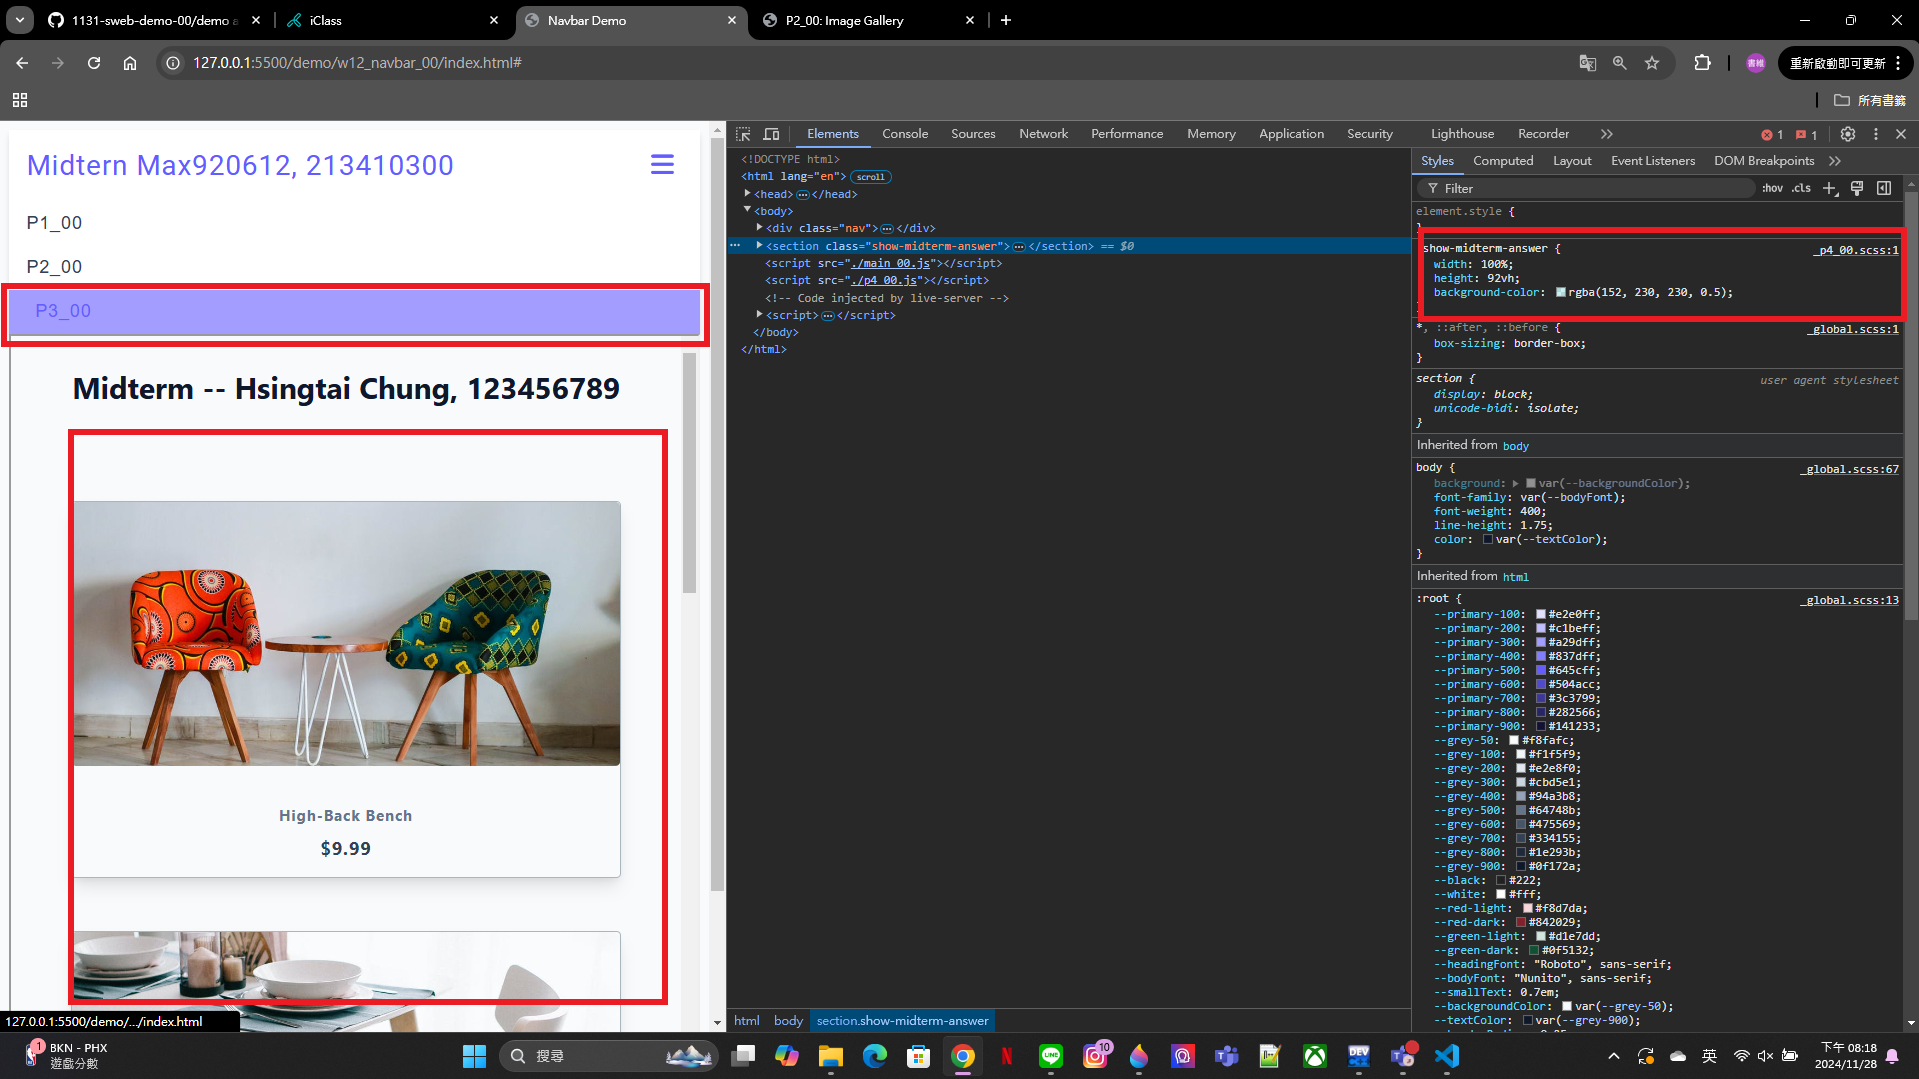 1131-sweb-demo-00/demo a
iClass
Navbar Demo
P2_00: Image Gallery
127.0.0.1:5500/demo/w12_navbar_00/index.html#
書維
重新啟動即可更新
所有書籤
Midtern Max920612, 213410300
P1_00
P2_00
P3_00
Midterm -- Hsingtai Chung, 123456789
High-Back Bench
$9.99
127.0.0.1:5500/demo/.../index.html
Elements Console Sources Network Performance Memory Application Security Lighthouse Recorder
1 1
<!DOCTYPE html>
<html lang="en"> scroll
<head> ... </head>
<body>
<div class="nav"> ... </div>
<section class="show-midterm-answer"> ... </section> == $0
<script src="./main_00.js"></script>
<script src="./p4_00.js"></script>
<!-- Code injected by live-server -->
<script> ... </script>
</body>
</html>
html body section.show-midterm-answer
Styles Computed Layout Event Listeners DOM Breakpoints
Filter :hov .cls
element.style {
}
show-midterm-answer { _p4_00.scss:1
width: 100%;
height: 92vh;
background-color: rgba(152, 230, 230, 0.5);
*, ::after, ::before { _global.scss:1
box-sizing: border-box;
}
section { user agent stylesheet
display: block;
unicode-bidi: isolate;
}
Inherited from body
body { _global.scss:67
background: var(--backgroundColor);
font-family: var(--bodyFont);
font-weight: 400;
line-height: 1.75;
color: var(--textColor);
}
Inherited from html
:root { _global.scss:13
--primary-100: #e2e0ff;
--primary-200: #c1beff;
--primary-300: #a29dff;
--primary-400: #837dff;
--primary-500: #645cff;
--primary-600: #504acc;
--primary-700: #3c3799;
--primary-800: #282566;
--primary-900: #141233;
--grey-50: #f8fafc;
--grey-100: #f1f5f9;
--grey-200: #e2e8f0;
--grey-300: #cbd5e1;
--grey-400: #94a3b8;
--grey-500: #64748b;
--grey-600: #475569;
--grey-700: #334155;
--grey-800: #1e293b;
--grey-900: #0f172a;
--black: #222;
--white: #fff;
--red-light: #f8d7da;
--red-dark: #842029;
--green-light: #d1e7dd;
--green-dark: #0f5132;
--headingFont: "Roboto", sans-serif;
--bodyFont: "Nunito", sans-serif;
--smallText: 0.7em;
--backgroundColor: var(--grey-50);
--textColor: var(--grey-900);
1
BKN - PHX
遊戲分數
搜尋
LINE
10
DEV
英
下午 08:18
2024/11/28